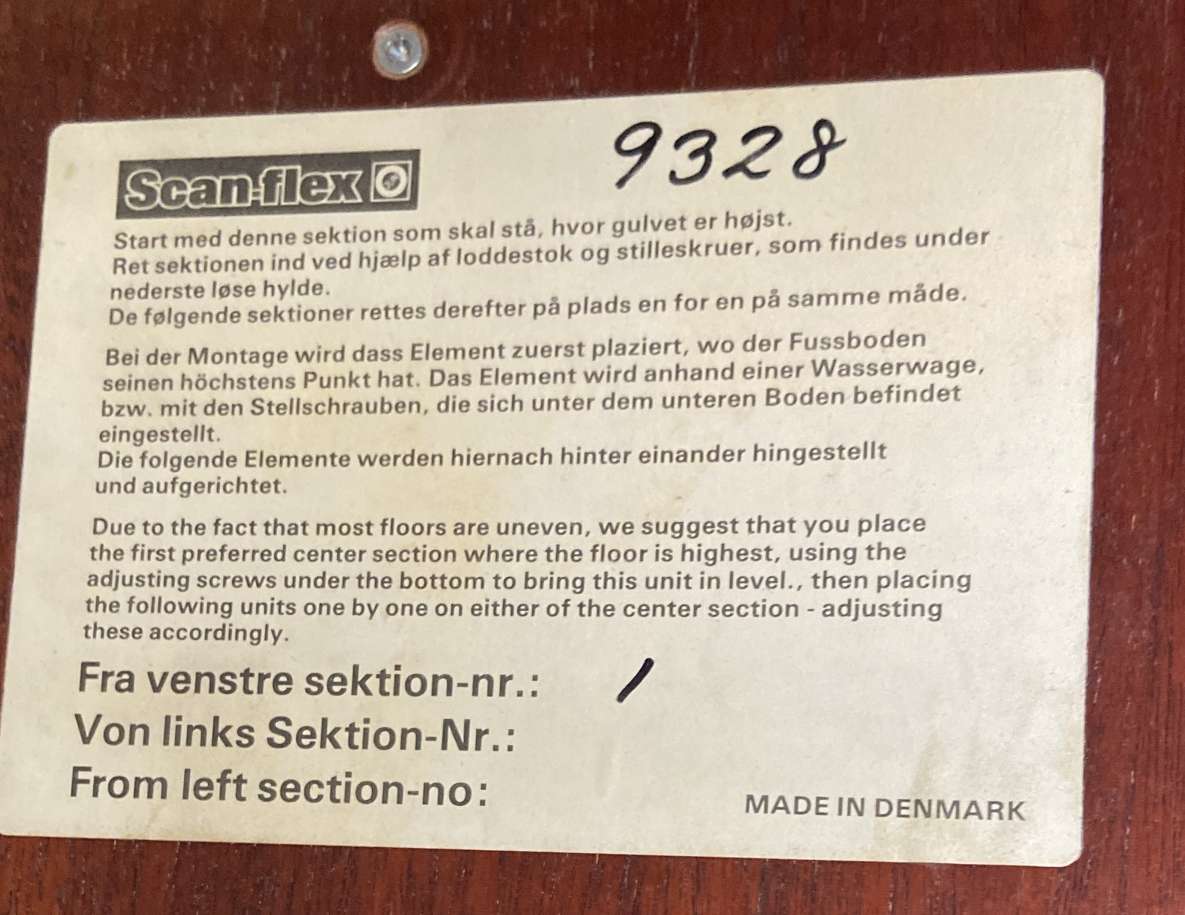 9328
Scan-flex
Start med denne sektion som skal stå, hvor gulvet er højst.
Ret sektionen ind ved hjælp af loddestok og stilleskruer, som findes under
nederste løse hylde.
De følgende sektioner rettes derefter på plads en for en på samme måde.
Bei der Montage wird dass Element zuerst plaziert, wo der Fussboden
seinen höchstens Punkt hat. Das Element wird anhand einer Wasserwage,
bzw. mit den Stellschrauben, die sich unter dem unteren Boden befindet
eingestellt.
Die folgende Elemente werden hiernach hinter einander hingestellt
und aufgerichtet.
Due to the fact that most floors are uneven, we suggest that you place
the first preferred center section where the floor is highest, using the
adjusting screws under the bottom to bring this unit in level., then placing
the following units one by one on either of the center section - adjusting
these accordingly.
Fra venstre sektion-nr.: 1
Von links Sektion-Nr.:
From left section-no:
MADE IN DENMARK